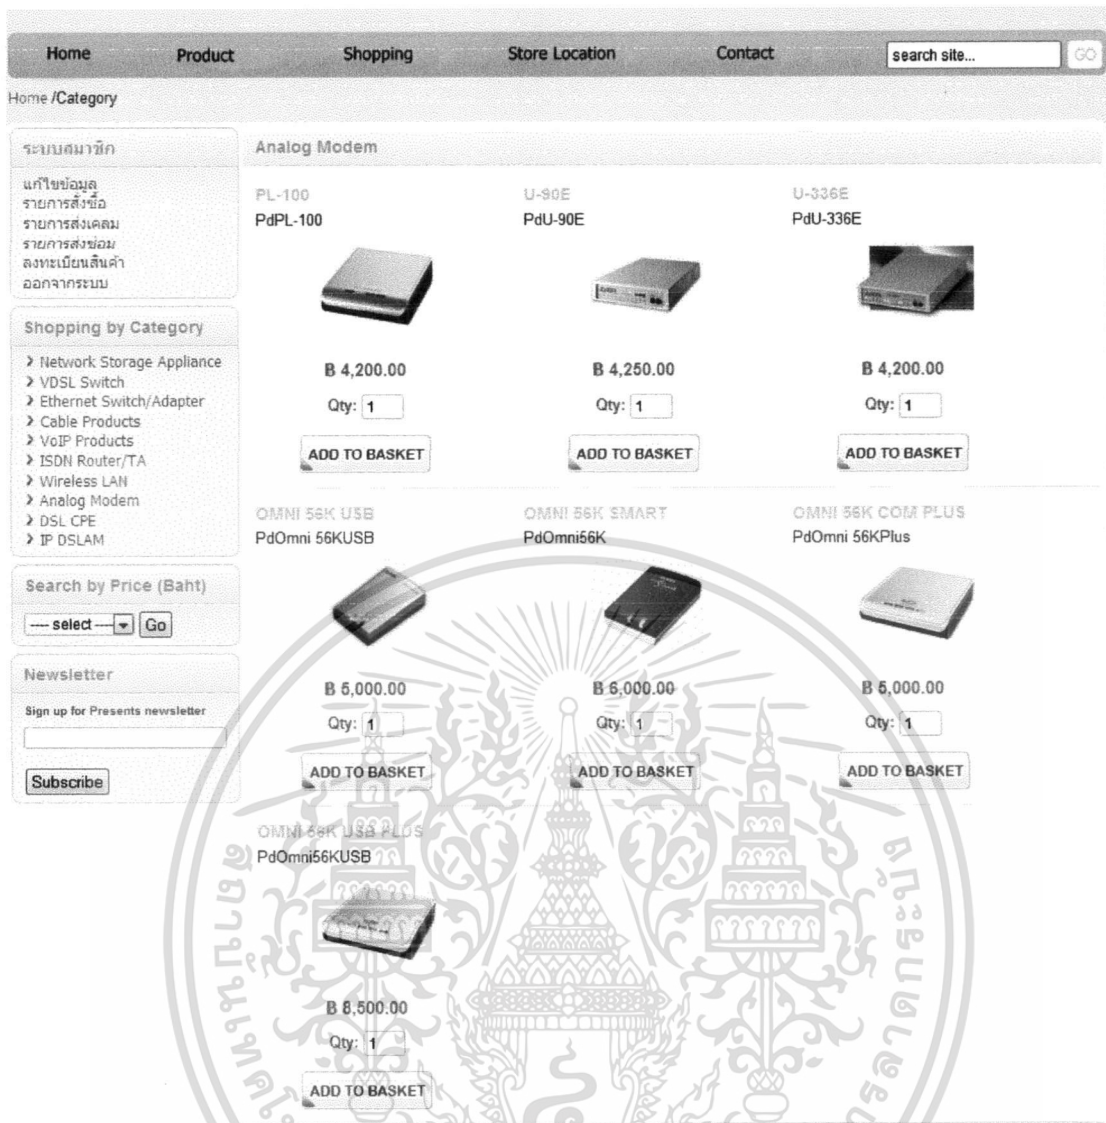 Home Product Shopping Store Location Contact search site... GO
Home /Category
ระบบสมาชิก
แก้ไขข้อมูล
รายการสั่งซื้อ
รายการส่งเคลม
รายการส่งซ่อม
ลงทะเบียนสินค้า
ออกจากระบบ
Shopping by Category
Network Storage Appliance
VDSL Switch
Ethernet Switch/Adapter
Cable Products
VoIP Products
ISDN Router/TA
Wireless LAN
Analog Modem
DSL CPE
IP DSLAM
Search by Price (Baht)
---- select ---- Go
Newsletter
Sign up for Presents newsletter
Subscribe
Analog Modem
PL-100 U-90E U-336E
PdPL-100 PdU-90E PdU-336E
B 4,200.00 B 4,250.00 B 4,200.00
Qty: 1 Qty: 1 Qty: 1
ADD TO BASKET ADD TO BASKET ADD TO BASKET
OMNI 56K USB OMNI 56K SMART OMNI 56K COM PLUS
PdOmni 56KUSB PdOmni56K PdOmni 56KPlus
B 5,000.00 B 6,000.00 B 5,000.00
Qty: 1 Qty: 1 Qty: 1
ADD TO BASKET ADD TO BASKET ADD TO BASKET
OMNI 56K USB PLUS
PdOmni56KUSB
B 8,500.00
Qty: 1
ADD TO BASKET